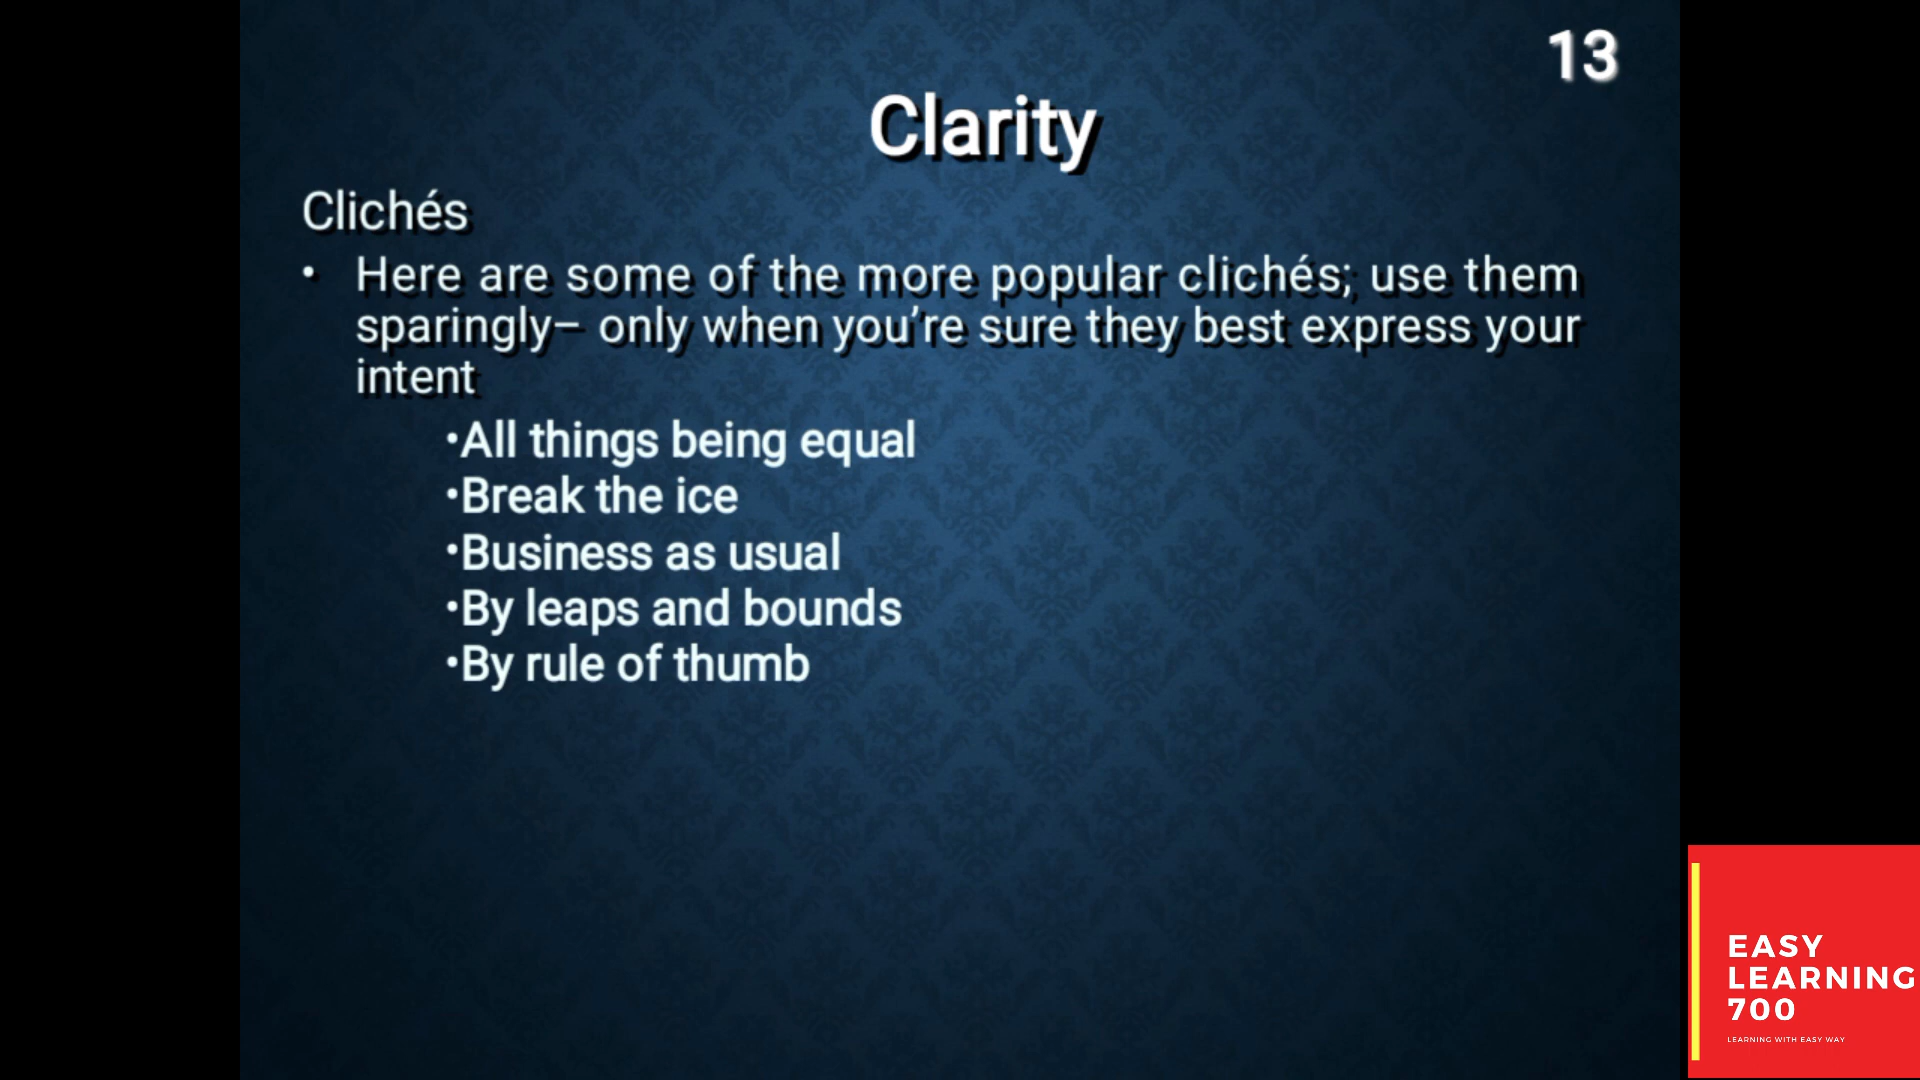 13
Clarity
Clichés
• Here are some of the more popular clichés; use them
sparingly– only when you’re sure they best express your
intent
•All things being equal
•Break the ice
•Business as usual
•By leaps and bounds
•By rule of thumb
EASY
LEARNING
700
LEARNING WITH EASY WAY